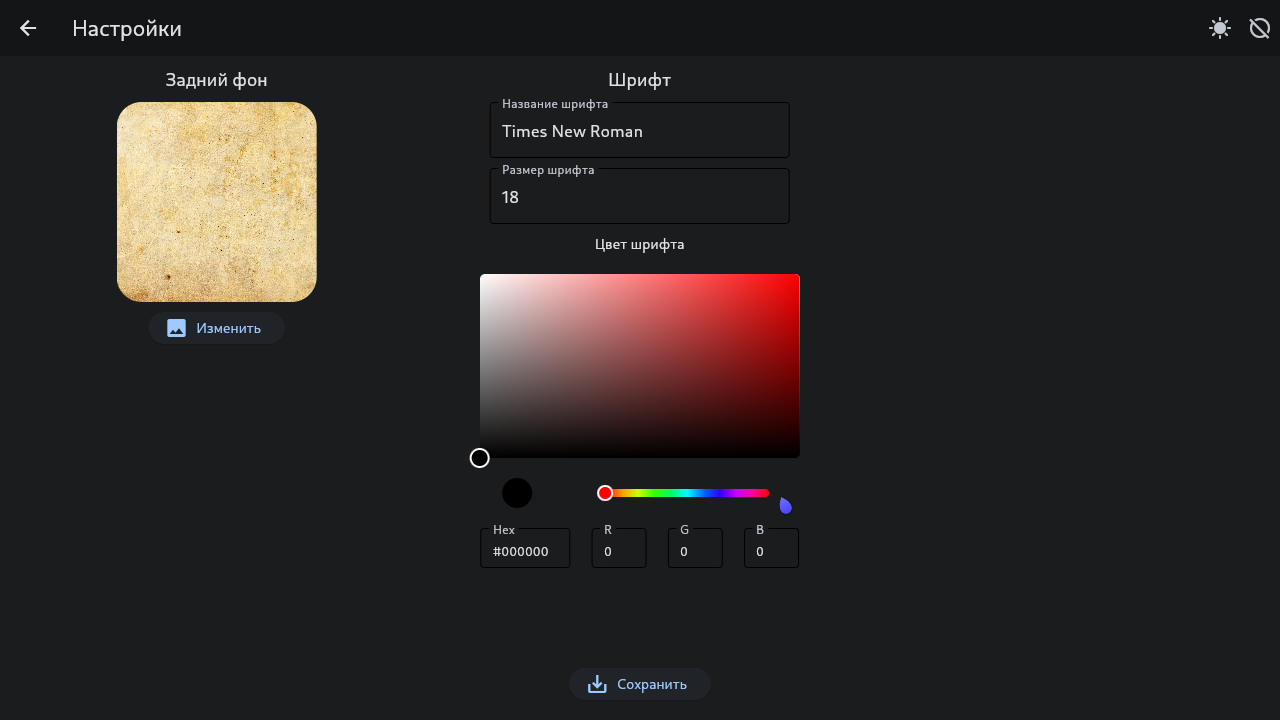 Настройки
Задний фон
Изменить
Шрифт
Название шрифта
Times New Roman
Размер шрифта
18
Цвет шрифта
Hex
#000000
R
0
G
0
B
0
Сохранить